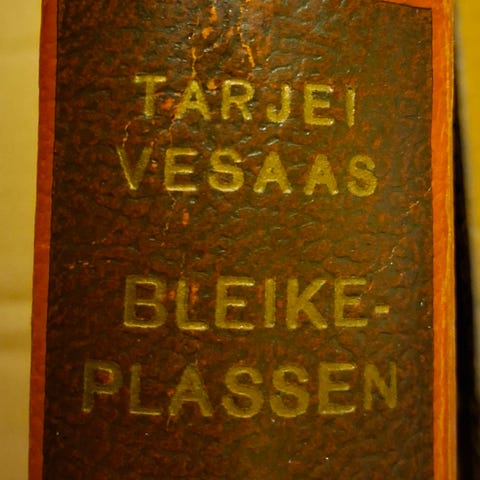 TARJEI
VESAAS
BLEIKE-
PLASSEN